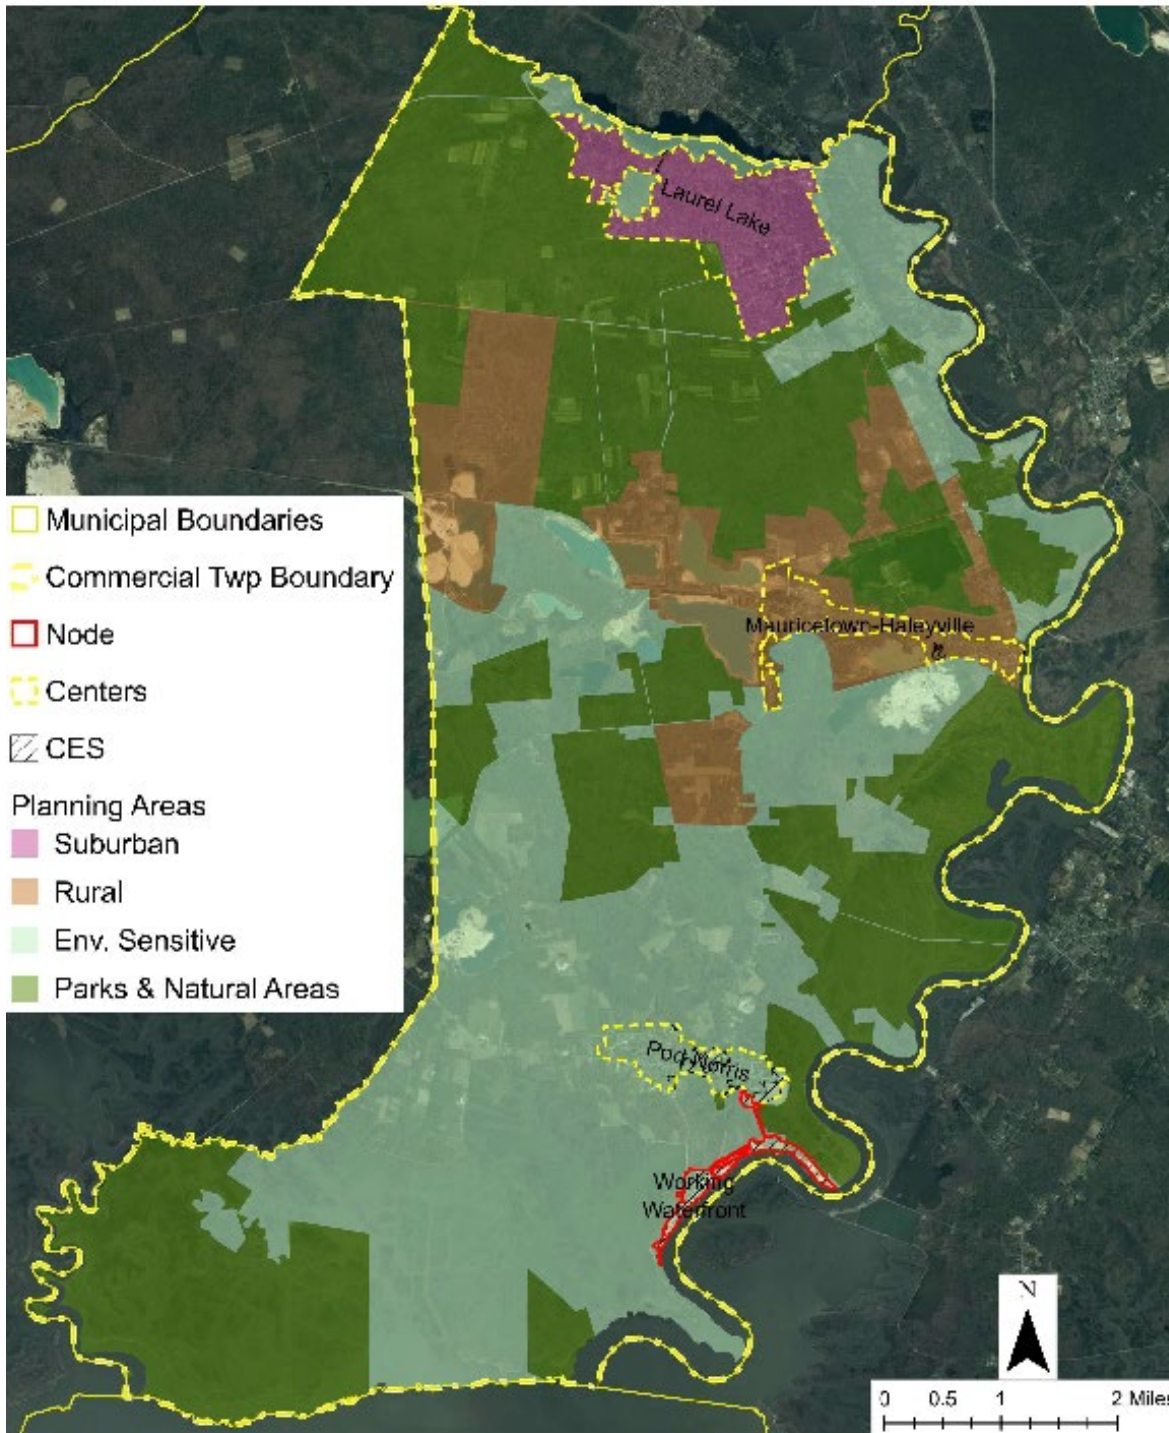 Laurel Lake
Municipal Boundaries
Commercial Twp Boundary
Node
Centers
CES
Planning Areas
Suburban
Rural
Env. Sensitive
Parks & Natural Areas
Mauricetown-Haleyville
Port Norris
Working
Waterfront
N
0 0.5 1 2 Miles